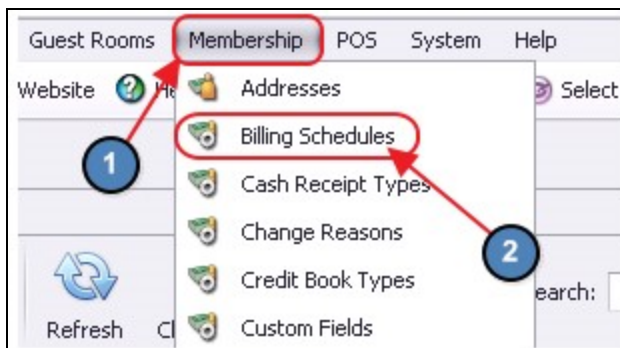 Guest Rooms Membership POS System Help
Website Addresses Select
Billing Schedules
1
Cash Receipt Types
Change Reasons
2
Credit Book Types earch:
Refresh Custom Fields